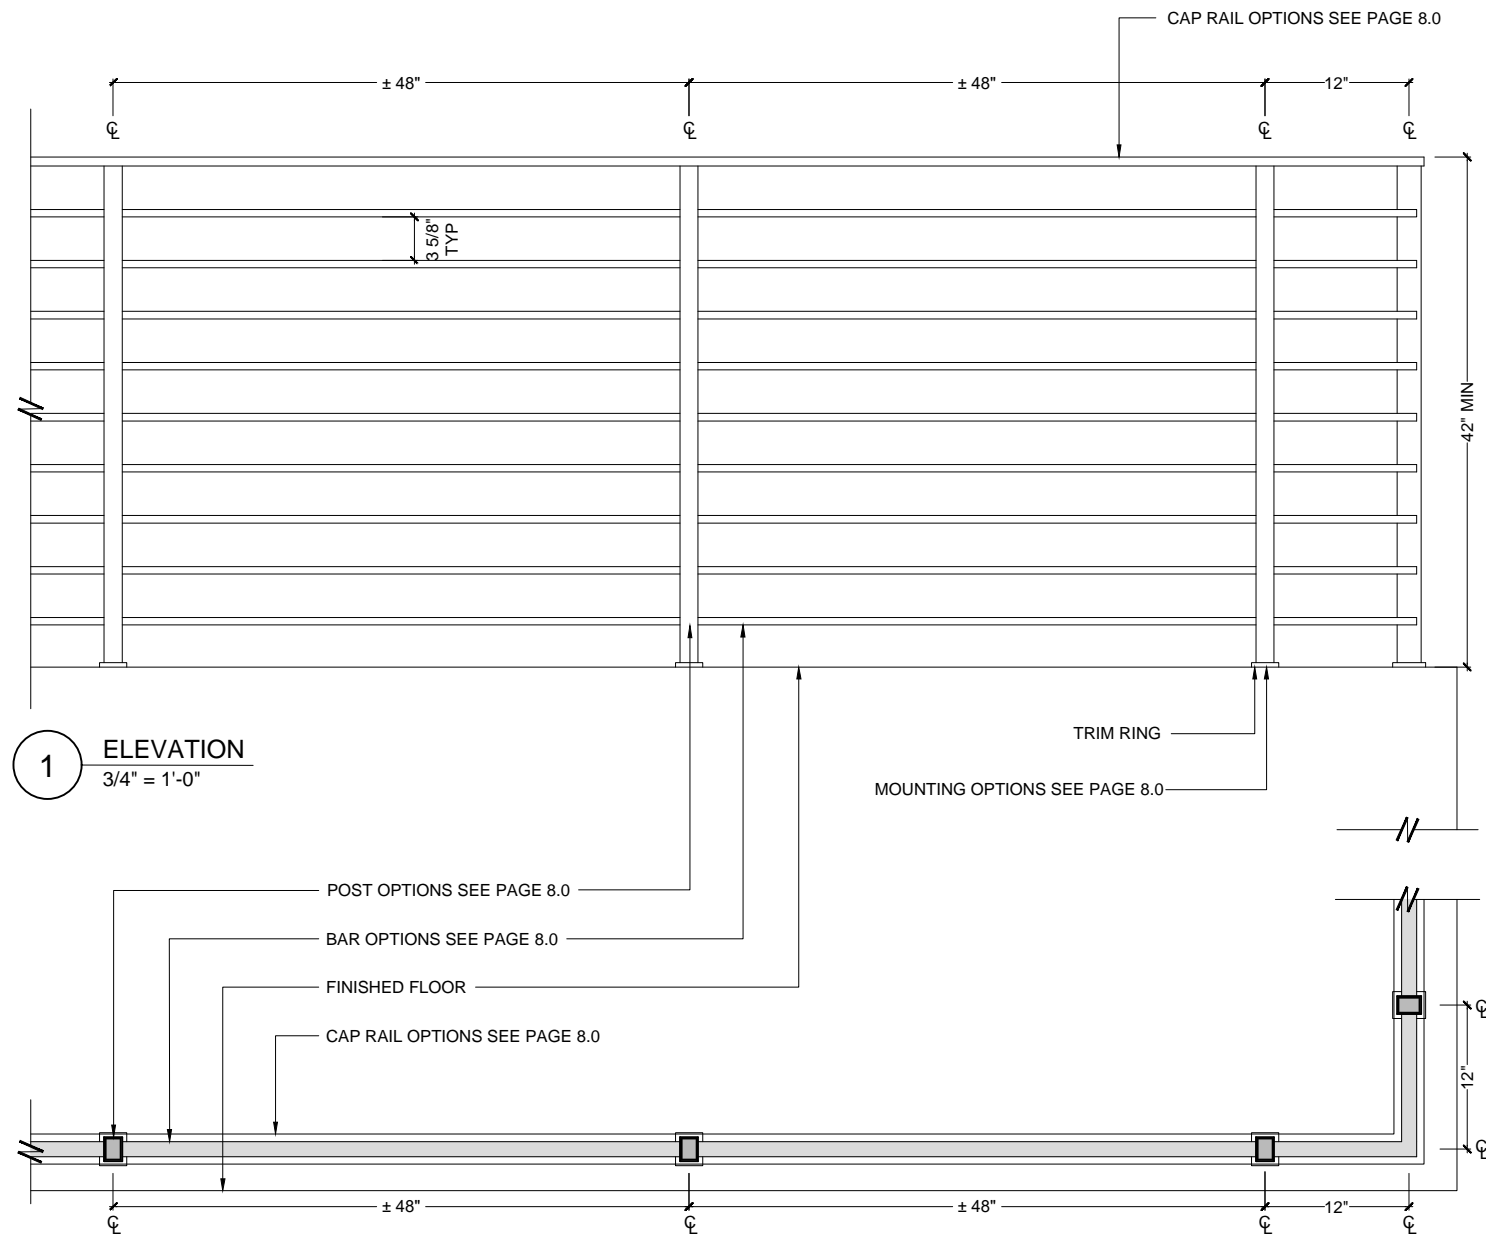 CAP RAIL OPTIONS SEE PAGE 8.0
± 48"
± 48"
12"
℄
℄
℄
℄
3 5/8"
TYP
42" MIN
TRIM RING
MOUNTING OPTIONS SEE PAGE 8.0
1
ELEVATION
3/4" = 1'-0"
POST OPTIONS SEE PAGE 8.0
BAR OPTIONS SEE PAGE 8.0
FINISHED FLOOR
CAP RAIL OPTIONS SEE PAGE 8.0
℄
12"
℄
± 48"
± 48"
12"
℄
℄
℄
℄